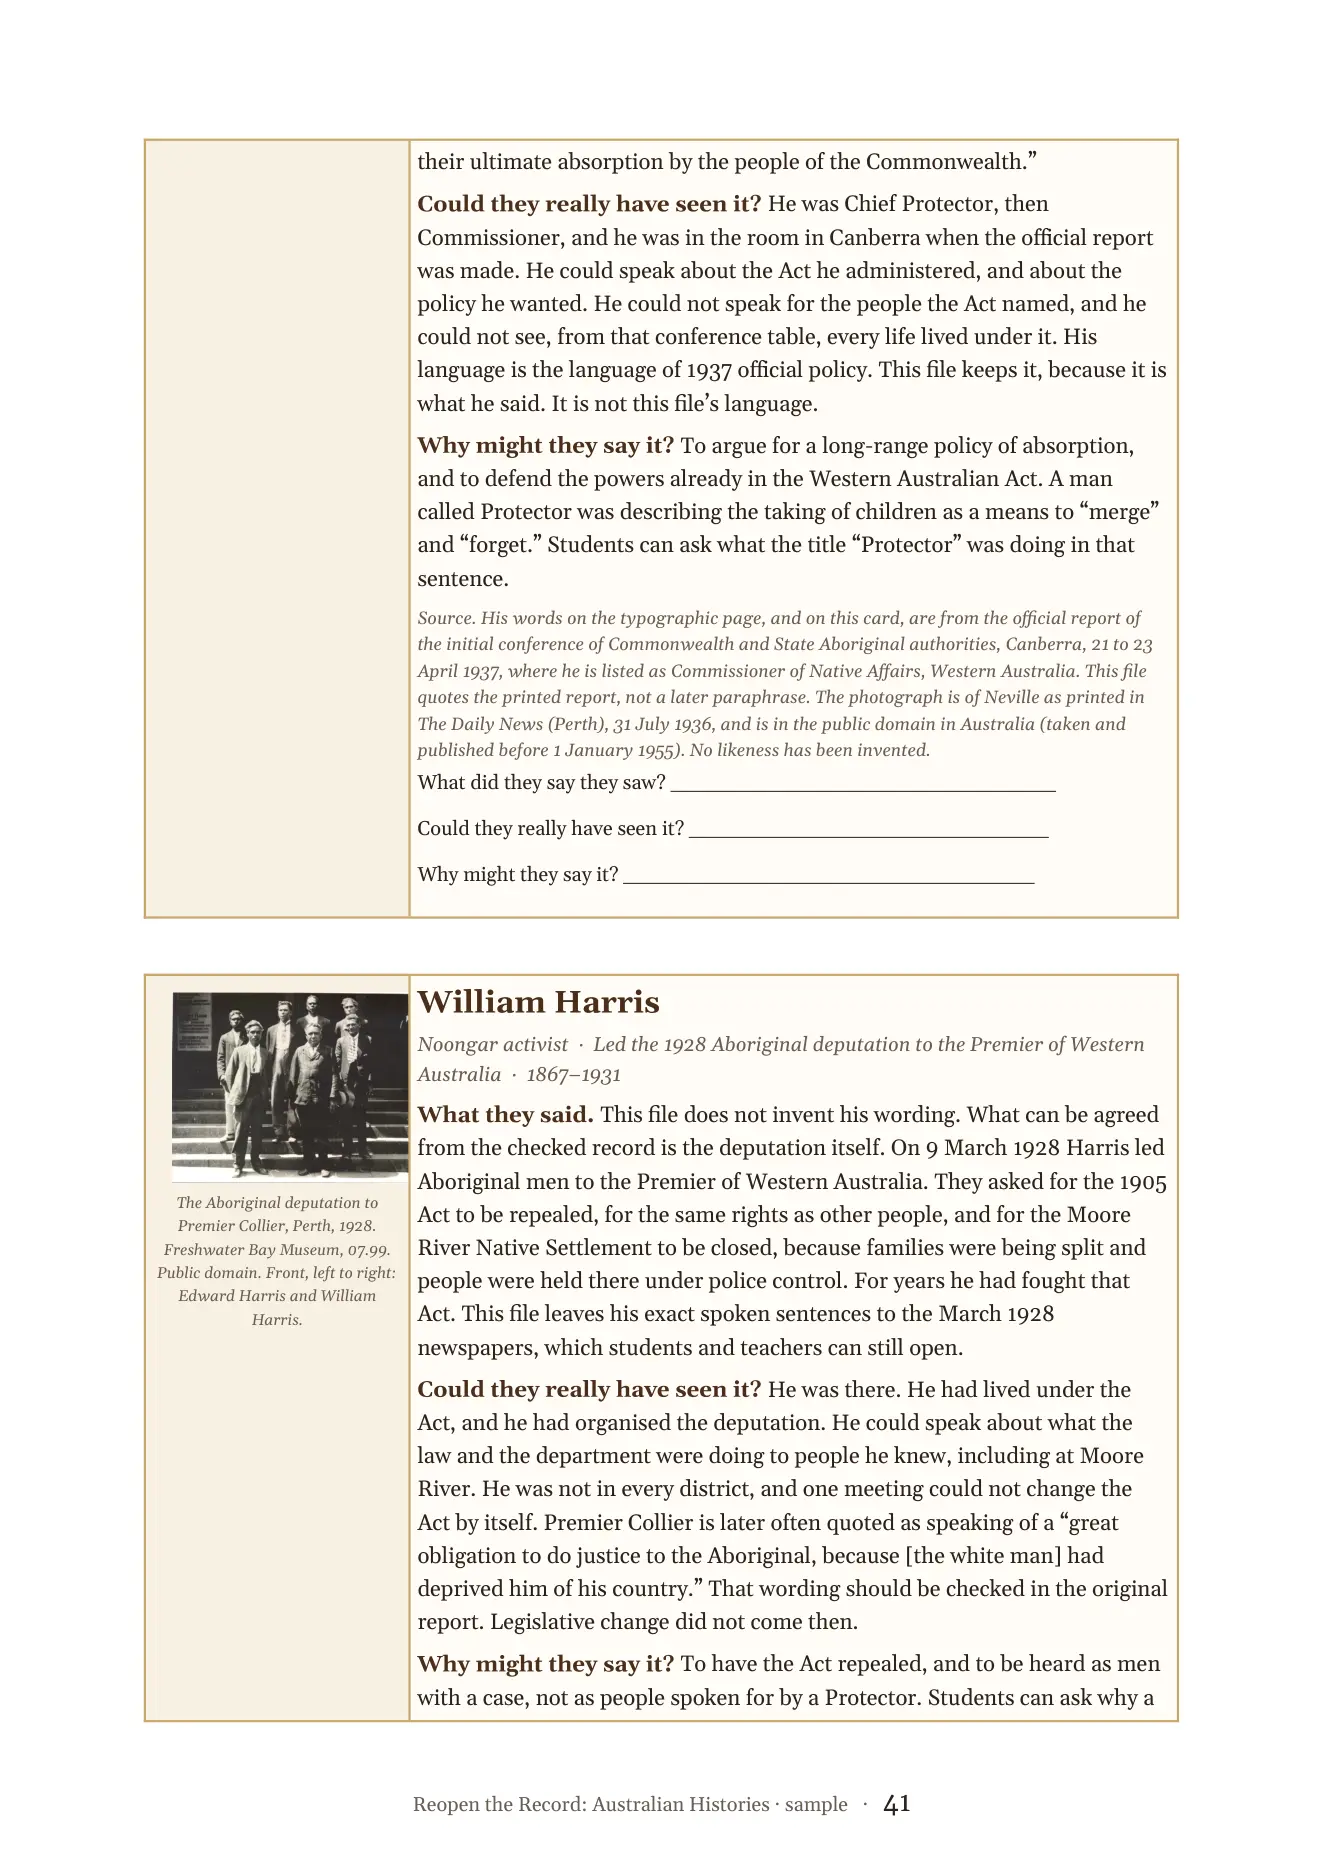 their ultimate absorption by the people of the Commonwealth.”
Could they really have seen it? He was Chief Protector, then
Commissioner, and he was in the room in Canberra when the official report
was made. He could speak about the Act he administered, and about the
policy he wanted. He could not speak for the people the Act named, and he
could not see, from that conference table, every life lived under it. His
language is the language of 1937 official policy. This file keeps it, because it is
what he said. It is not this file’s language.
Why might they say it? To argue for a long-range policy of absorption,
and to defend the powers already in the Western Australian Act. A man
called Protector was describing the taking of children as a means to “merge”
and “forget.” Students can ask what the title “Protector” was doing in that
sentence.
Source. His words on the typographic page, and on this card, are from the official report of
the initial conference of Commonwealth and State Aboriginal authorities, Canberra, 21 to 23
April 1937, where he is listed as Commissioner of Native Affairs, Western Australia. This file
quotes the printed report, not a later paraphrase. The photograph is of Neville as printed in
The Daily News (Perth), 31 July 1936, and is in the public domain in Australia (taken and
published before 1 January 1955). No likeness has been invented.
What did they say they saw? ___________________________________
Could they really have seen it? ___________________________________
Why might they say it? ___________________________________
The Aboriginal deputation to
Premier Collier, Perth, 1928.
Freshwater Bay Museum, 07.99.
Public domain. Front, left to right:
Edward Harris and William
Harris.
William Harris
Noongar activist · Led the 1928 Aboriginal deputation to the Premier of Western
Australia · 1867–1931
What they said. This file does not invent his wording. What can be agreed
from the checked record is the deputation itself. On 9 March 1928 Harris led
Aboriginal men to the Premier of Western Australia. They asked for the 1905
Act to be repealed, for the same rights as other people, and for the Moore
River Native Settlement to be closed, because families were being split and
people were held there under police control. For years he had fought that
Act. This file leaves his exact spoken sentences to the March 1928
newspapers, which students and teachers can still open.
Could they really have seen it? He was there. He had lived under the
Act, and he had organised the deputation. He could speak about what the
law and the department were doing to people he knew, including at Moore
River. He was not in every district, and one meeting could not change the
Act by itself. Premier Collier is later often quoted as speaking of a “great
obligation to do justice to the Aboriginal, because [the white man] had
deprived him of his country.” That wording should be checked in the original
report. Legislative change did not come then.
Why might they say it? To have the Act repealed, and to be heard as men
with a case, not as people spoken for by a Protector. Students can ask why a
Reopen the Record: Australian Histories · sample · 41